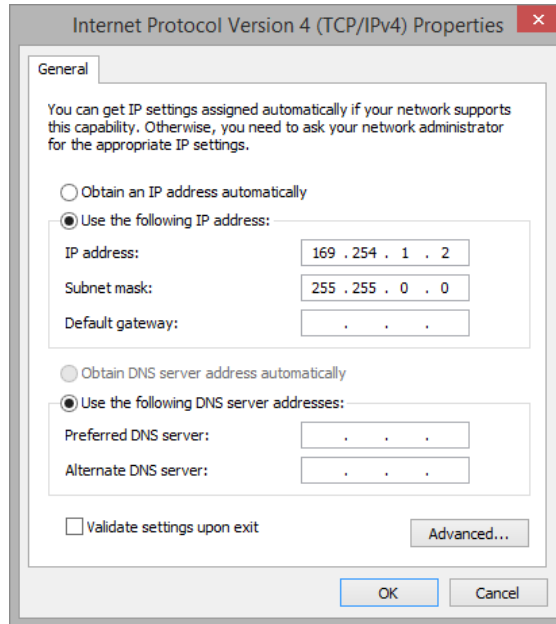 Internet Protocol Version 4 (TCP/IPv4) Properties
General
You can get IP settings assigned automatically if your network supports
this capability. Otherwise, you need to ask your network administrator
for the appropriate IP settings.
Obtain an IP address automatically
Use the following IP address:
IP address: 169 . 254 . 1 . 2
Subnet mask: 255 . 255 . 0 . 0
Default gateway: . . .
Obtain DNS server address automatically
Use the following DNS server addresses:
Preferred DNS server: . . .
Alternate DNS server: . . .
Validate settings upon exit
Advanced...
OK Cancel